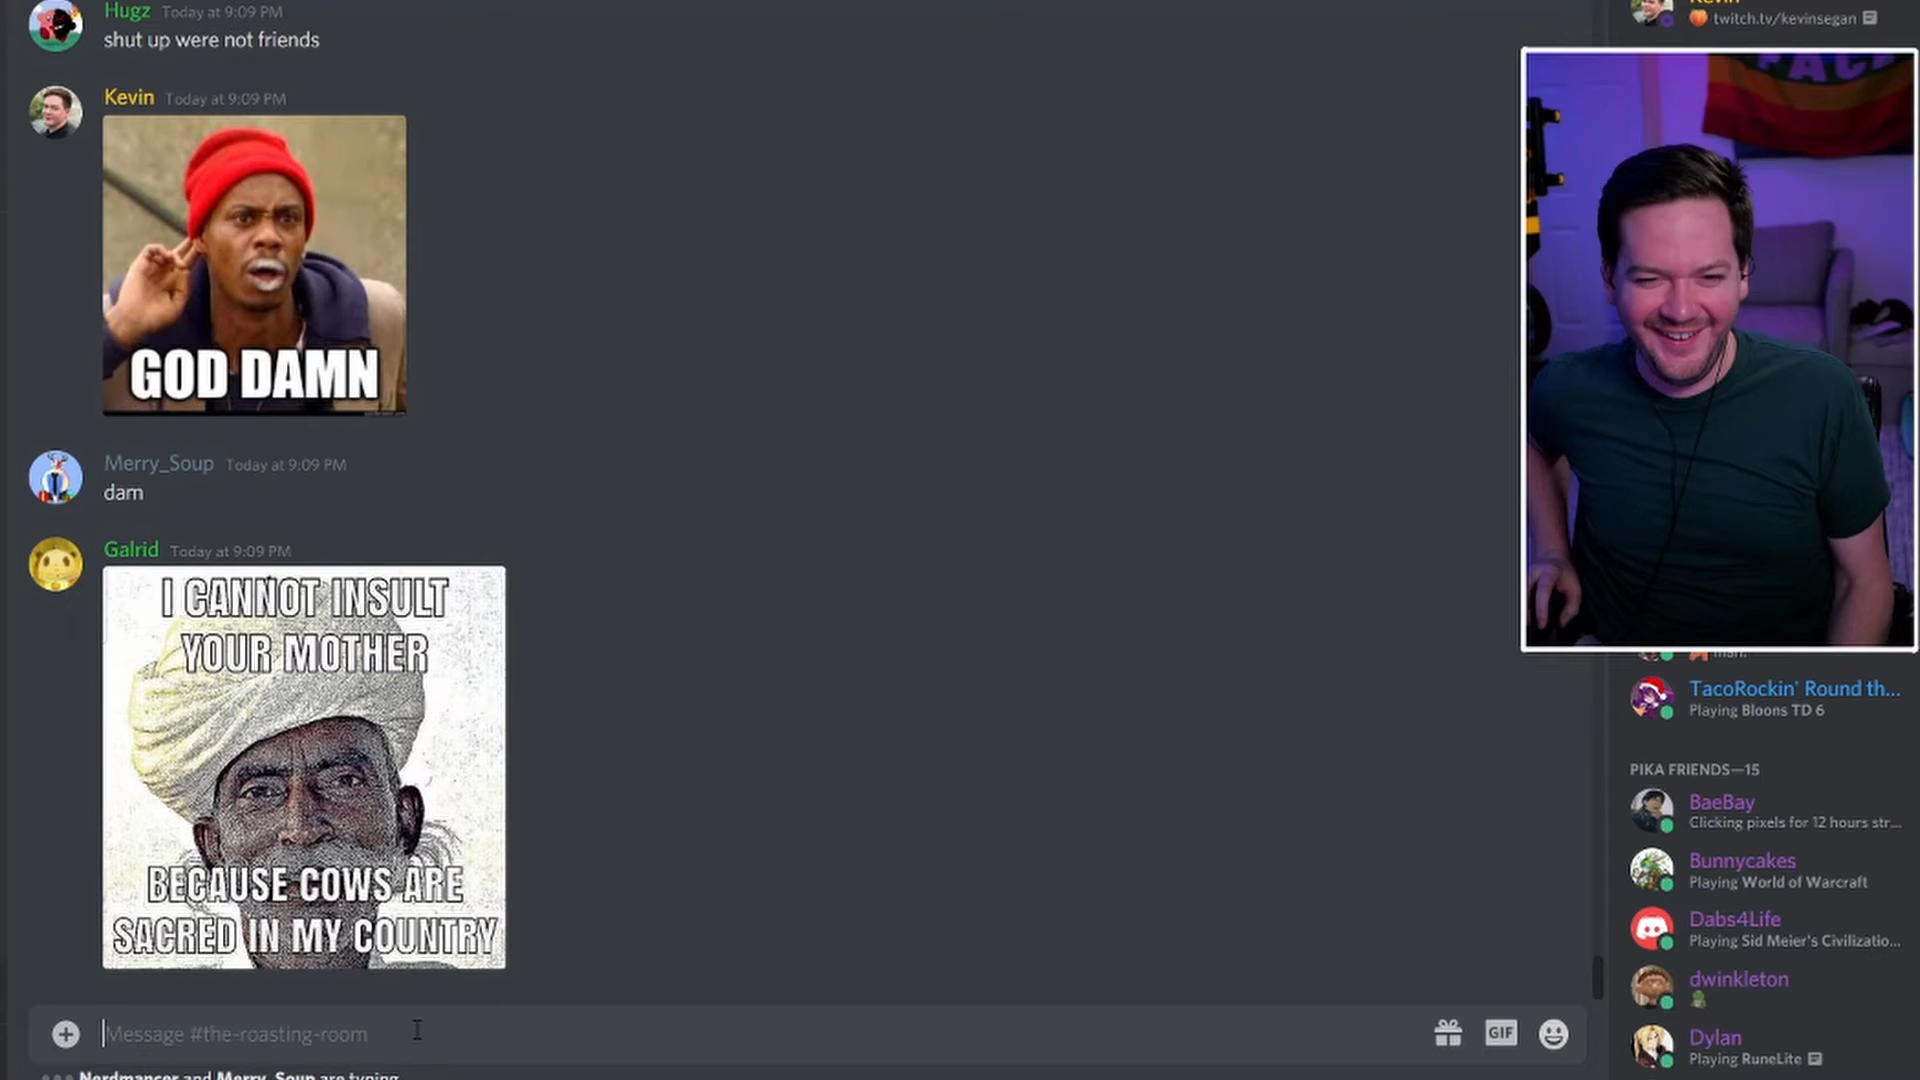 Hugz Today at 9:09 PM
shut up were not friends
Kevin Today at 9:09 PM
GOD DAMN
Merry_Soup Today at 9:09 PM
dam
Galrid Today at 9:09 PM
I CANNOT INSULT
YOUR MOTHER
BECAUSE COWS ARE
SACRED IN MY COUNTRY
Message #the-roasting-room
GIF
Nerdmancer and Merry_Soup are typing
Kevin
twitch.tv/kevinsegan
man.
TacoRockin' Round th...
Playing Bloons TD 6
PIKA FRIENDS—15
BaeBay
Clicking pixels for 12 hours str...
Bunnycakes
Playing World of Warcraft
Dabs4Life
Playing Sid Meier's Civilizatio...
dwinkleton
Dylan
Playing RuneLite